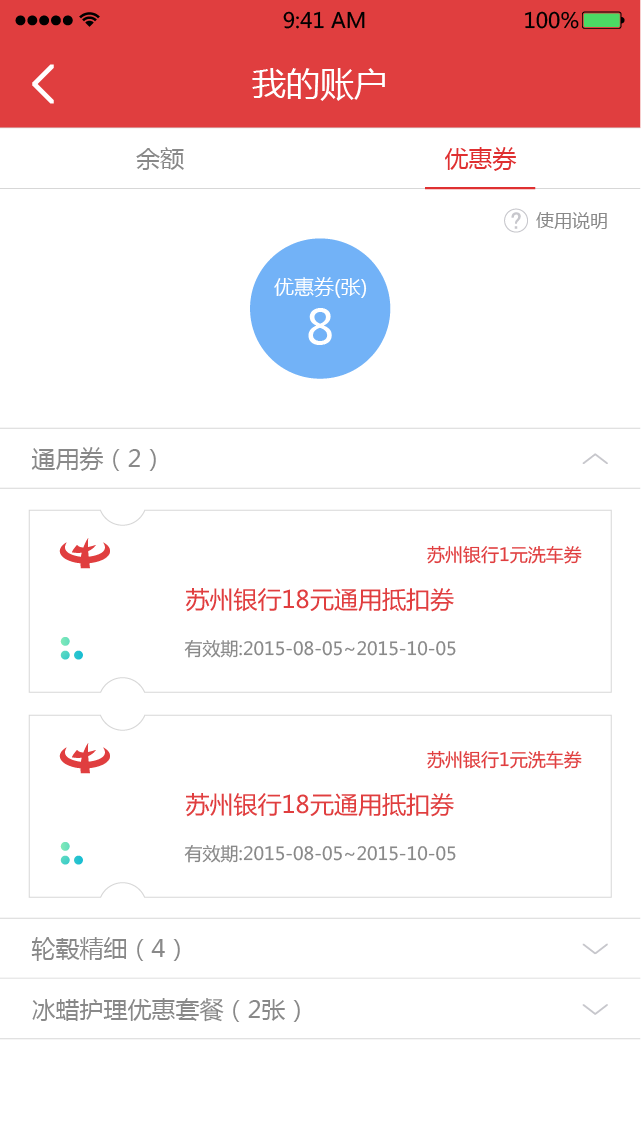 9:41 AM 100%
我的账户
余额 优惠券
? 使用说明
优惠券(张)
8
通用券（2）
苏州银行1元洗车券
苏州银行18元通用抵扣券
有效期:2015-08-05~2015-10-05
苏州银行1元洗车券
苏州银行18元通用抵扣券
有效期:2015-08-05~2015-10-05
轮毂精细（4）
冰蜡护理优惠套餐（2张）